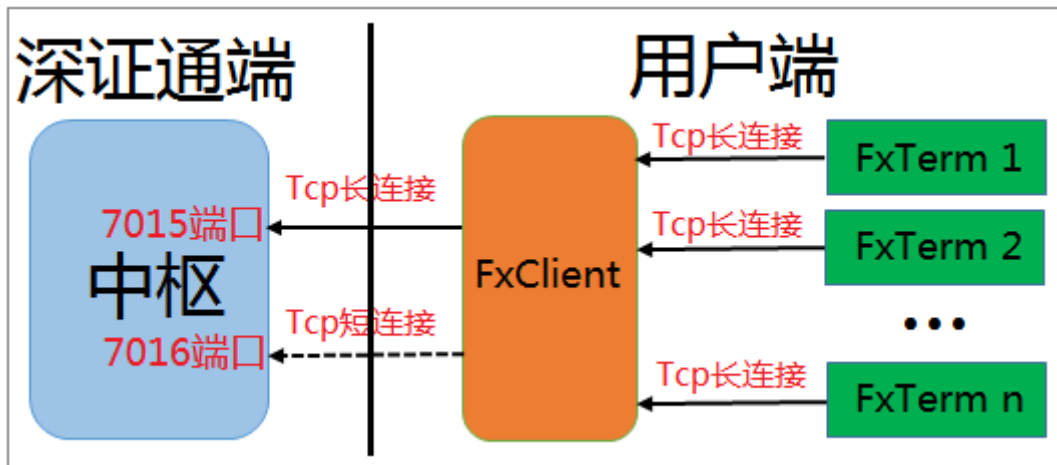 深证通端
用户端
Tcp长连接
7015端口
中枢
Tcp短连接
7016端口
FxClient
Tcp长连接
FxTerm 1
Tcp长连接
FxTerm 2
•••
Tcp长连接
FxTerm n